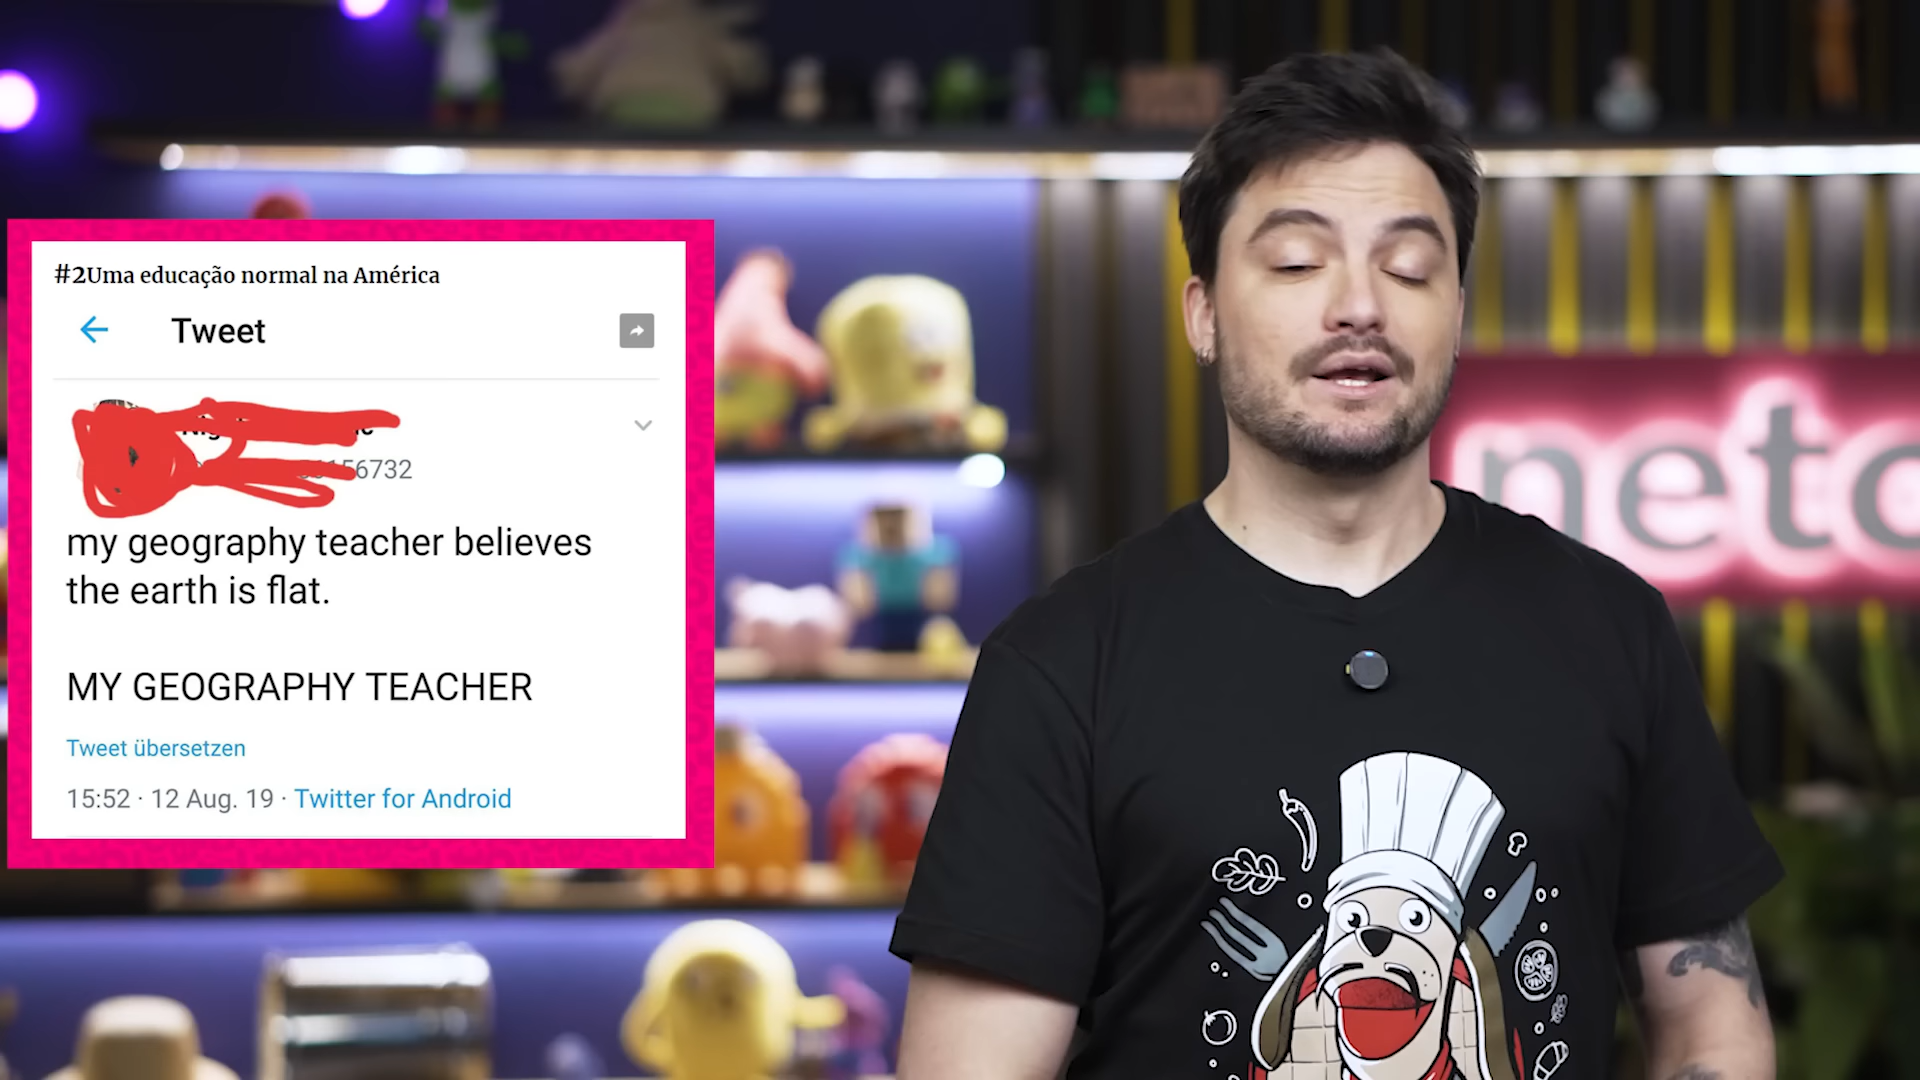 #2Uma educação normal na América
Tweet
56732
my geography teacher believes
the earth is flat.
MY GEOGRAPHY TEACHER
Tweet übersetzen
15:52 · 12 Aug. 19 · Twitter for Android
neto